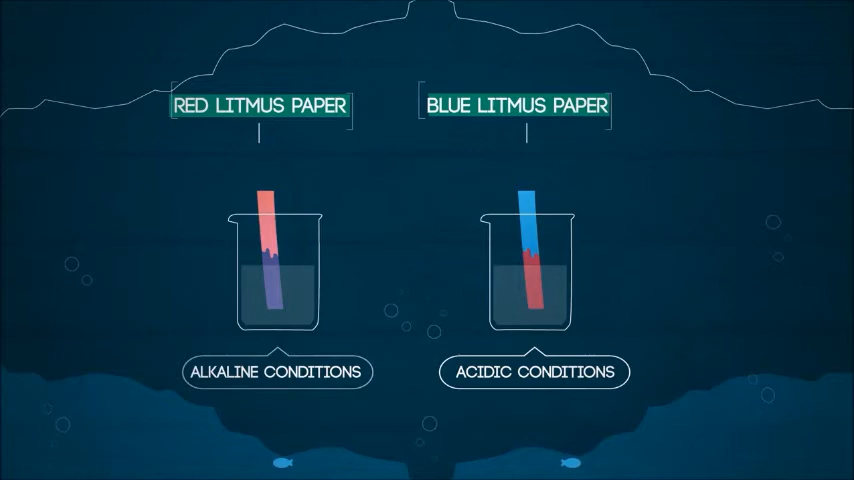 RED LITMUS PAPER
BLUE LITMUS PAPER
ALKALINE CONDITIONS
ACIDIC CONDITIONS